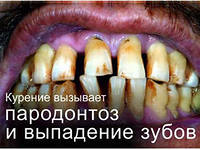 Курение вызывает
пародонтоз
и выпадение зубов